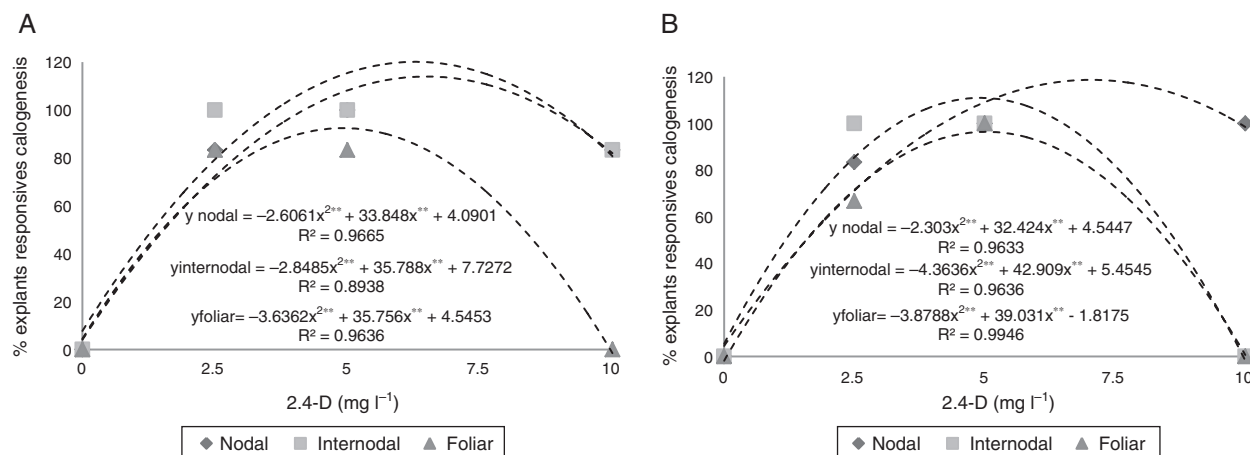 A
% explants responsives calogenesis
120
100
80
60
40
20
0
y nodal = –2.6061x²** + 33.848x** + 4.0901
R² = 0.9665
yinternodal = –2.8485x²** + 35.788x** + 7.7272
R² = 0.8938
yfoliar= –3.6362x²** + 35.756x** + 4.5453
R² = 0.9636
0 2.5 5 7.5 10
2.4-D (mg l⁻¹)
Nodal Internodal Foliar
B
% explants responsives calogenesis
120
100
80
60
40
20
0
y nodal = –2.303x²** + 32.424x** + 4.5447
R² = 0.9633
yinternodal = –4.3636x²** + 42.909x** + 5.4545
R² = 0.9636
yfoliar= –3.8788x²** + 39.031x** - 1.8175
R² = 0.9946
0 2.5 5 7.5 10
2.4-D (mg l⁻¹)
Nodal Internodal Foliar